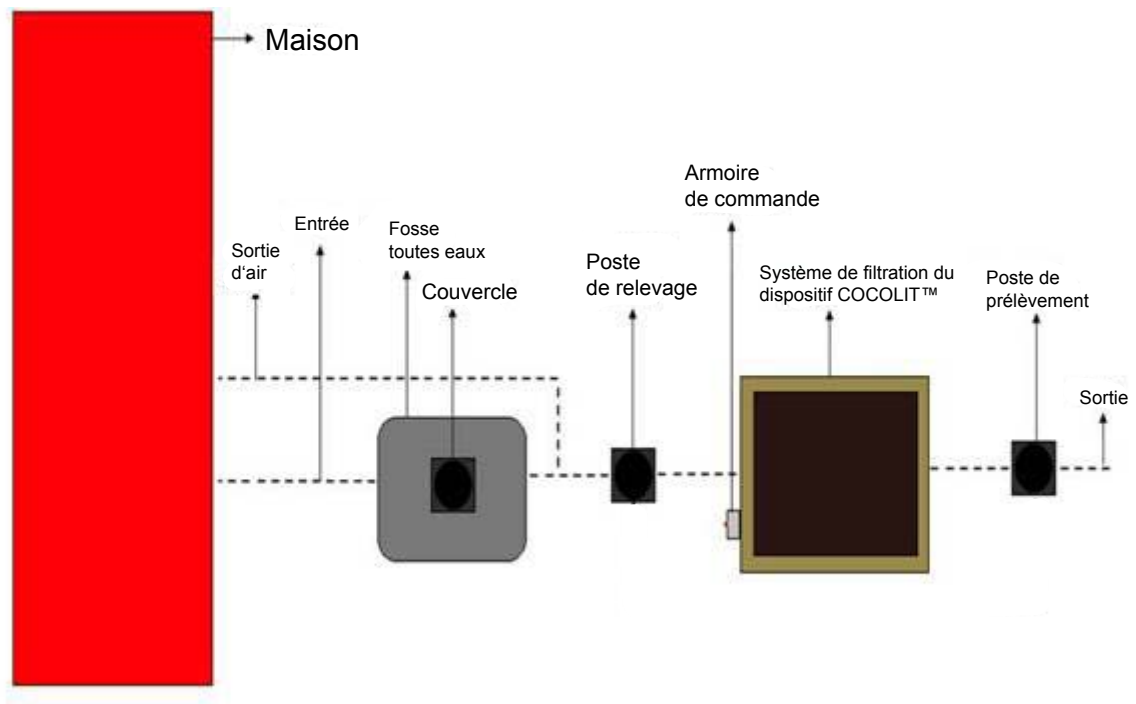 Maison
Armoire
de commande
Entrée
Fosse
toutes eaux
Sortie
d‘air
Couvercle
Poste
de relevage
Système de filtration du
dispositif COCOLIT™
Poste de
prélèvement
Sortie